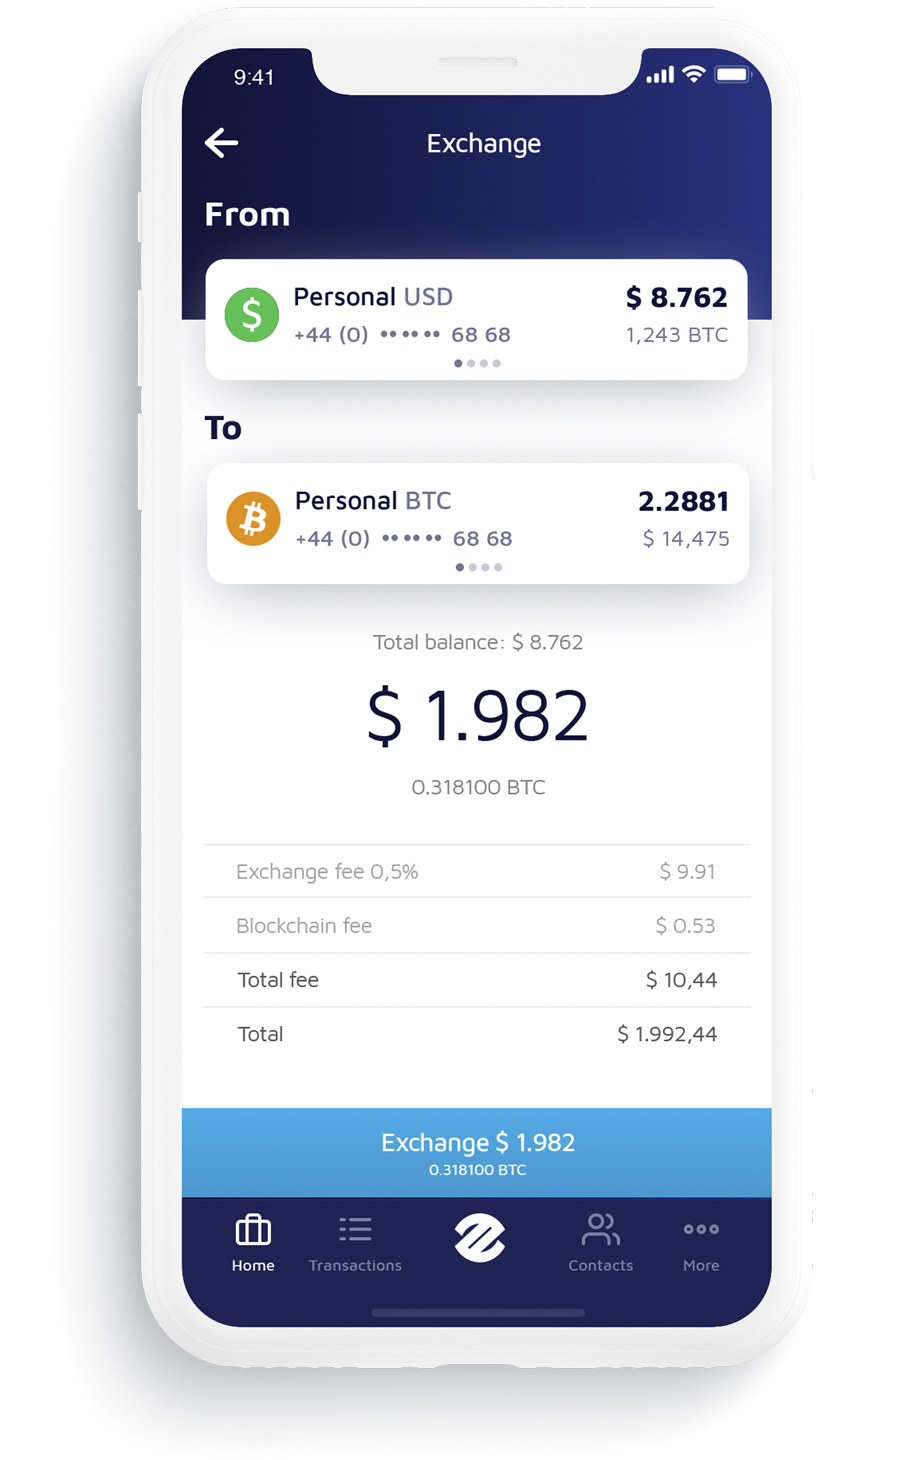 9:41
Exchange
From
Personal USD
$ 8.762
+44 (0) •• •• •• 68 68
1,243 BTC
To
Personal BTC
2.2881
+44 (0) •• •• •• 68 68
$ 14,475
Total balance: $ 8.762
$ 1.982
0.318100 BTC
Exchange fee 0,5%
$ 9.91
Blockchain fee
$ 0.53
Total fee
$ 10,44
Total
$ 1.992,44
Exchange $ 1.982
0.318100 BTC
Home
Transactions
Contacts
More